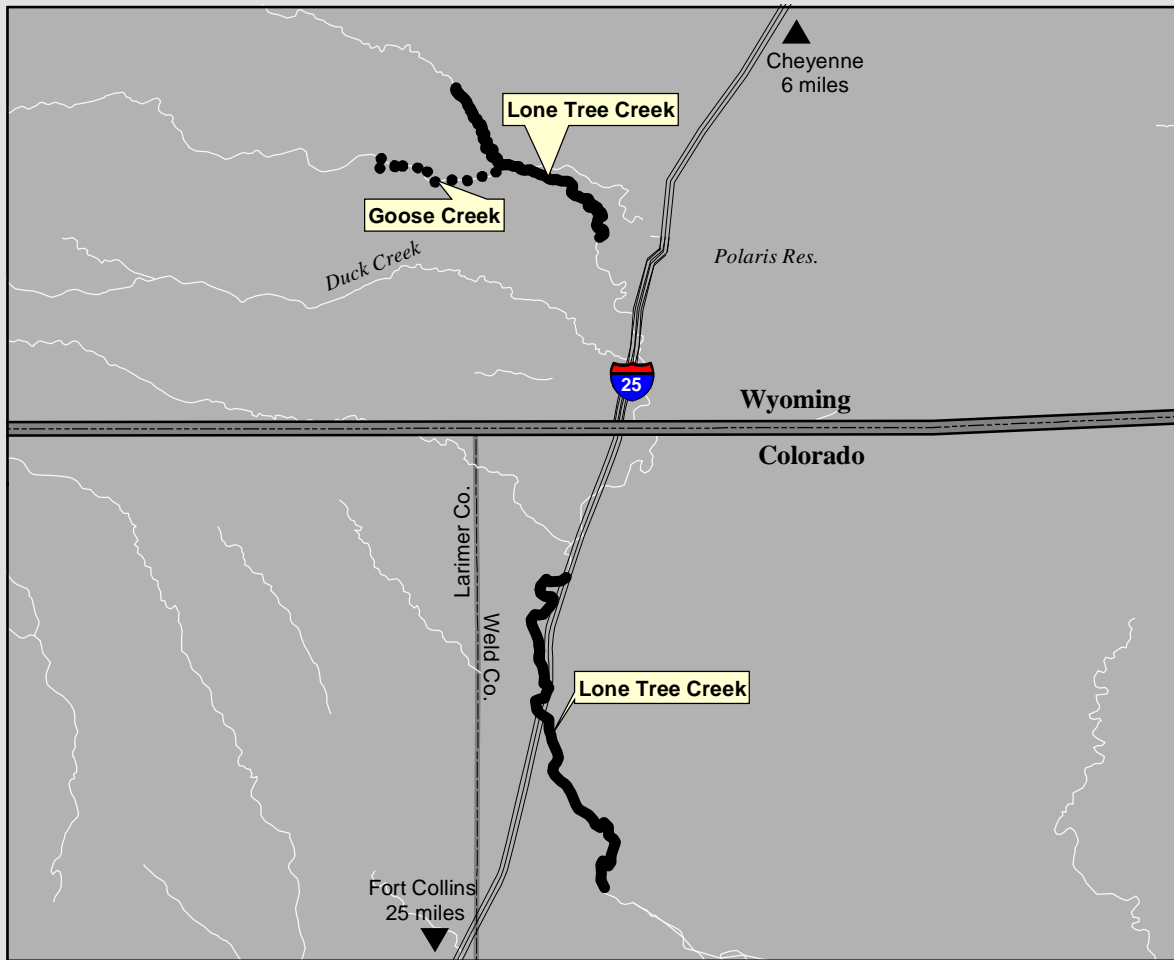 Cheyenne
6 miles
Lone Tree Creek
Goose Creek
Duck Creek
Polaris Res.
25
Wyoming
Colorado
Larimer Co.
Weld Co.
Lone Tree Creek
Fort Collins
25 miles